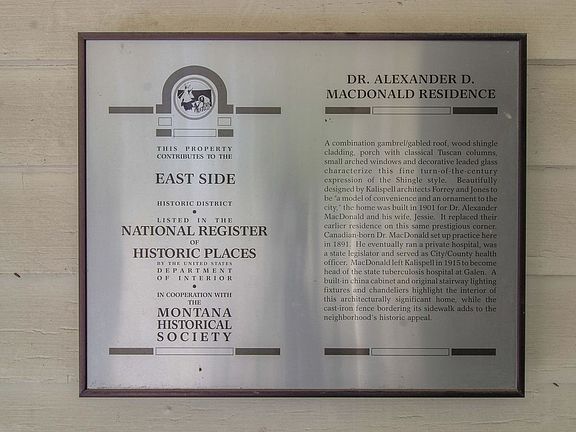 THIS PROPERTY
CONTRIBUTES TO THE
EAST SIDE
HISTORIC DISTRICT
LISTED IN THE
NATIONAL REGISTER
OF
HISTORIC PLACES
BY THE UNITED STATES
DEPARTMENT
OF INTERIOR
IN COOPERATION WITH
THE
MONTANA
HISTORICAL
SOCIETY
DR. ALEXANDER D.
MACDONALD RESIDENCE
A combination gambrel/gabled roof, wood shingle
cladding, porch with classical Tuscan columns,
small arched windows and decorative leaded glass
characterize this fine turn-of-the-century
expression of the Shingle style. Beautifully
designed by Kalispell architects Forrey and Jones to
be "a model of convenience and an ornament to the
city," the home was built in 1901 for Dr. Alexander
MacDonald and his wife, Jessie. It replaced their
earlier residence on this same prestigious corner.
Canadian-born Dr. MacDonald set up practice here
in 1891. He eventually ran a private hospital, was
a state legislator and served as City/County health
officer. MacDonald left Kalispell in 1915 to become
head of the state tuberculosis hospital at Galen. A
built-in china cabinet and original stairway lighting
fixtures and chandeliers highlight the interior of
this architecturally significant home, while the
cast-iron fence bordering its sidewalk adds to the
neighborhood's historic appeal.